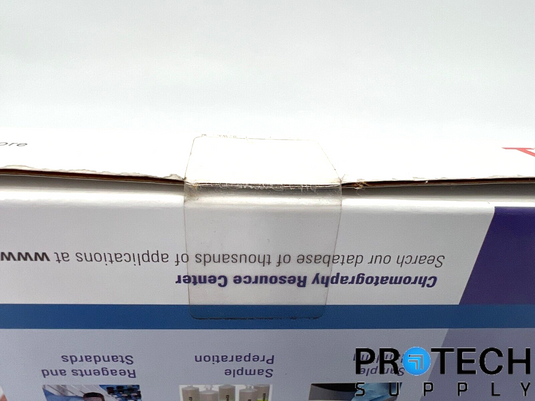 Chromatography Resource Center
Search our database of thousands of applications at www
Reagents and
Standards
Sample
Preparation
Sample
PROTECH
SUPPLY